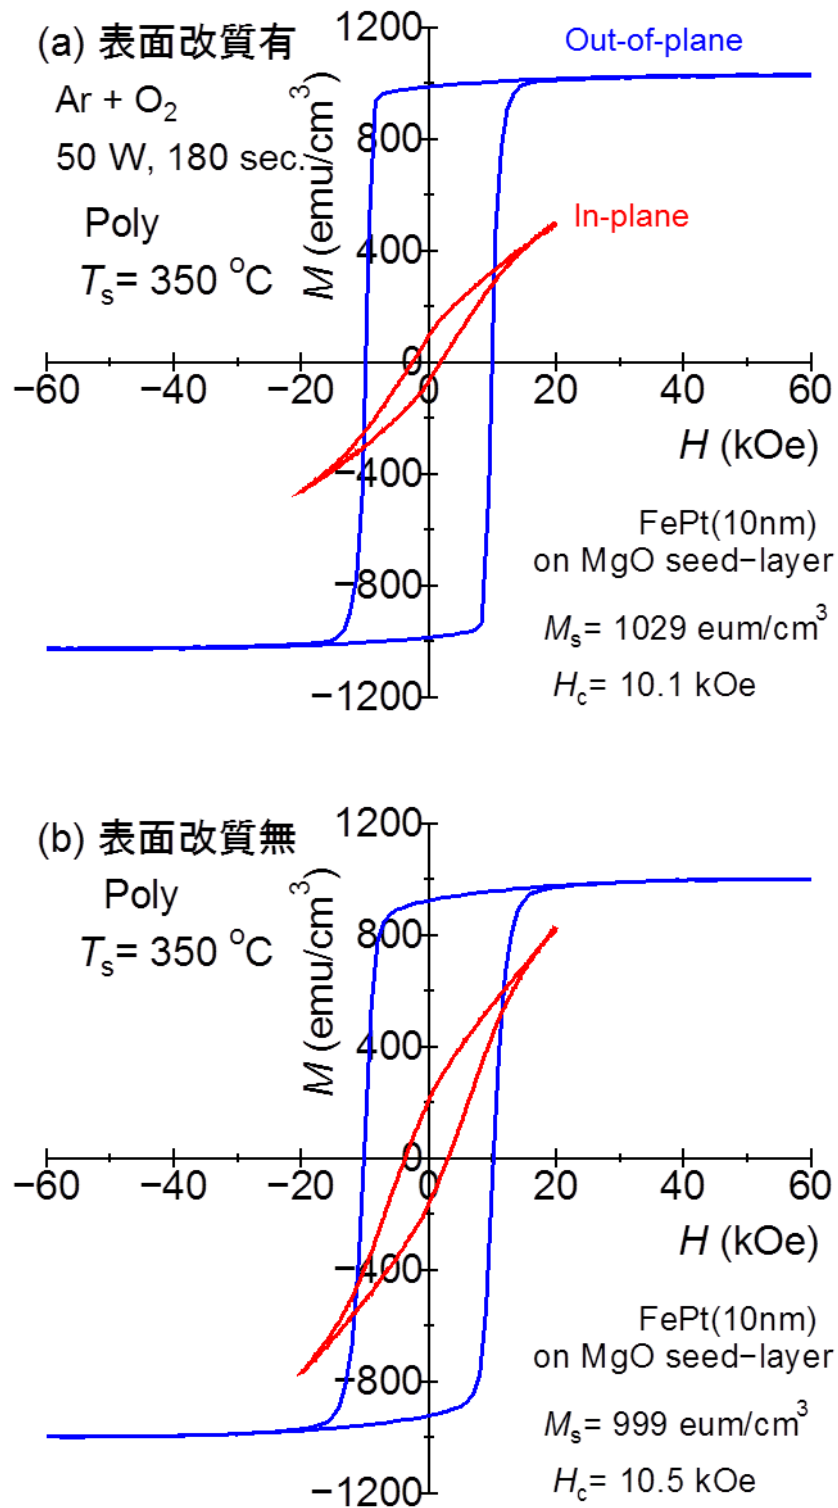 (a) 表面改質有
Ar + O₂
50 W, 180 sec.
Poly
Tₛ= 350 °C
M (emu/cm³)
Out-of-plane
In-plane
1200
800
400
0
−400
−800
−1200
−60 −40 −20 0 20 40 60
H (kOe)
FePt(10nm)
on MgO seed−layer
Mₛ= 1029 eum/cm³
H_c= 10.1 kOe
(b) 表面改質無
Poly
Tₛ= 350 °C
M (emu/cm³)
1200
800
400
0
−400
−800
−1200
−60 −40 −20 0 20 40 60
H (kOe)
FePt(10nm)
on MgO seed−layer
Mₛ= 999 eum/cm³
H_c= 10.5 kOe